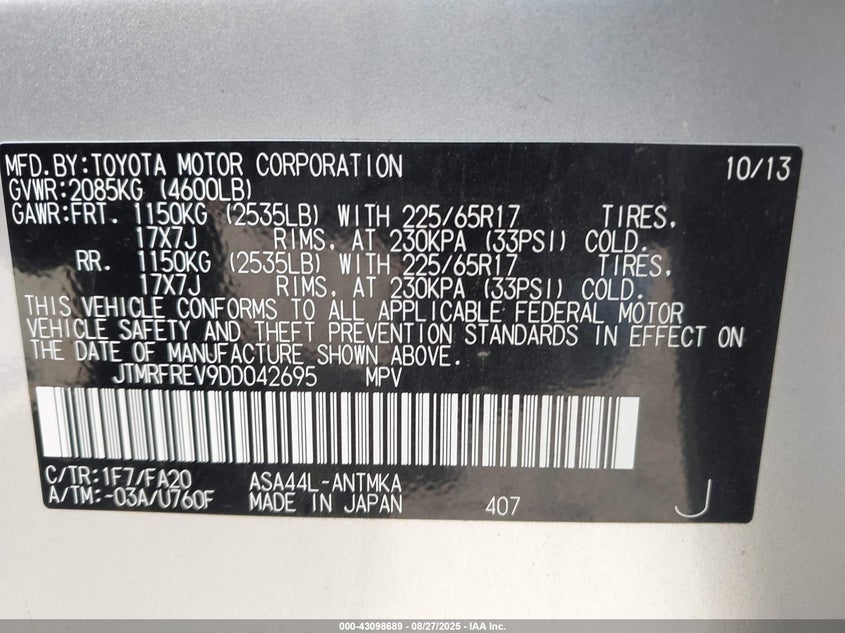 MFD.BY:TOYOTA MOTOR CORPORATION 10/13
GVWR:2085KG (4600LB)
GAWR:FRT. 1150KG (2535LB) WITH 225/65R17 TIRES,
17X7J RIMS, AT 230KPA (33PSI) COLD.
RR. 1150KG (2535LB) WITH 225/65R17 TIRES,
17X7J RIMS, AT 230KPA (33PSI) COLD.
THIS VEHICLE CONFORMS TO ALL APPLICABLE FEDERAL MOTOR
VEHICLE SAFETY AND THEFT PREVENTION STANDARDS IN EFFECT ON
THE DATE OF MANUFACTURE SHOWN ABOVE.
JTMRFREV9DD042695 MPV
C/TR:1F7/FA20 ASA44L-ANTMKA
A/TM:-03A/U760F MADE IN JAPAN 407 J
000-43098689 - 08/27/2025 - IAA Inc.